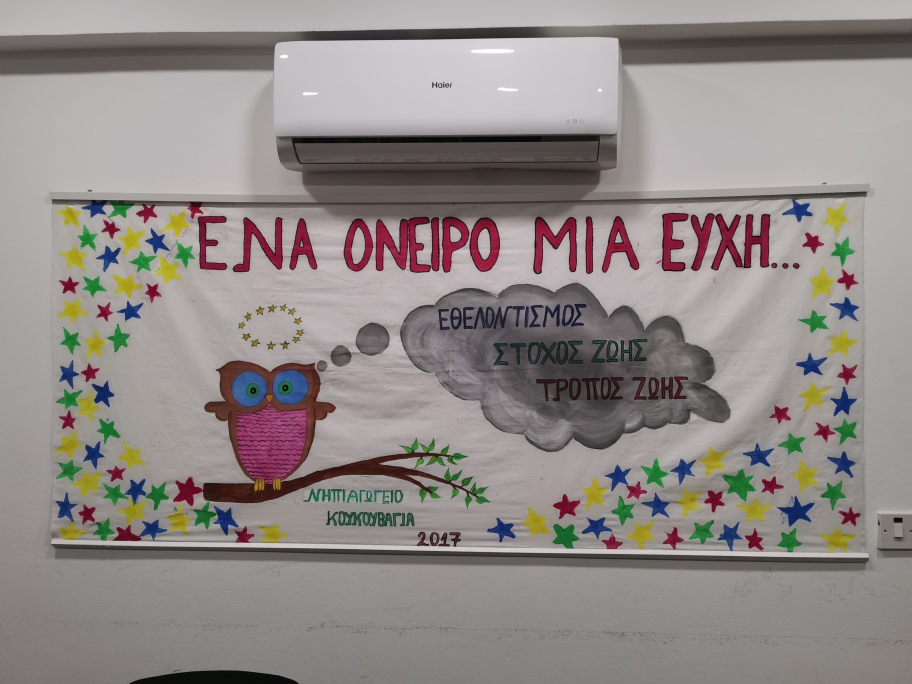 Haier
ΕΝΑ ΟΝΕΙΡΟ ΜΙΑ ΕΥΧΗ...
ΕΘΕΛΟΝΤΙΣΜΟΣ
ΣΤΟΧΟΣ ΖΩΗΣ
ΤΡΟΠΟΣ ΖΩΗΣ
ΝΗΠΙΑΓΩΓΕΙΟ
ΚΟΥΚΟΥΒΑΓΙΑ
2017